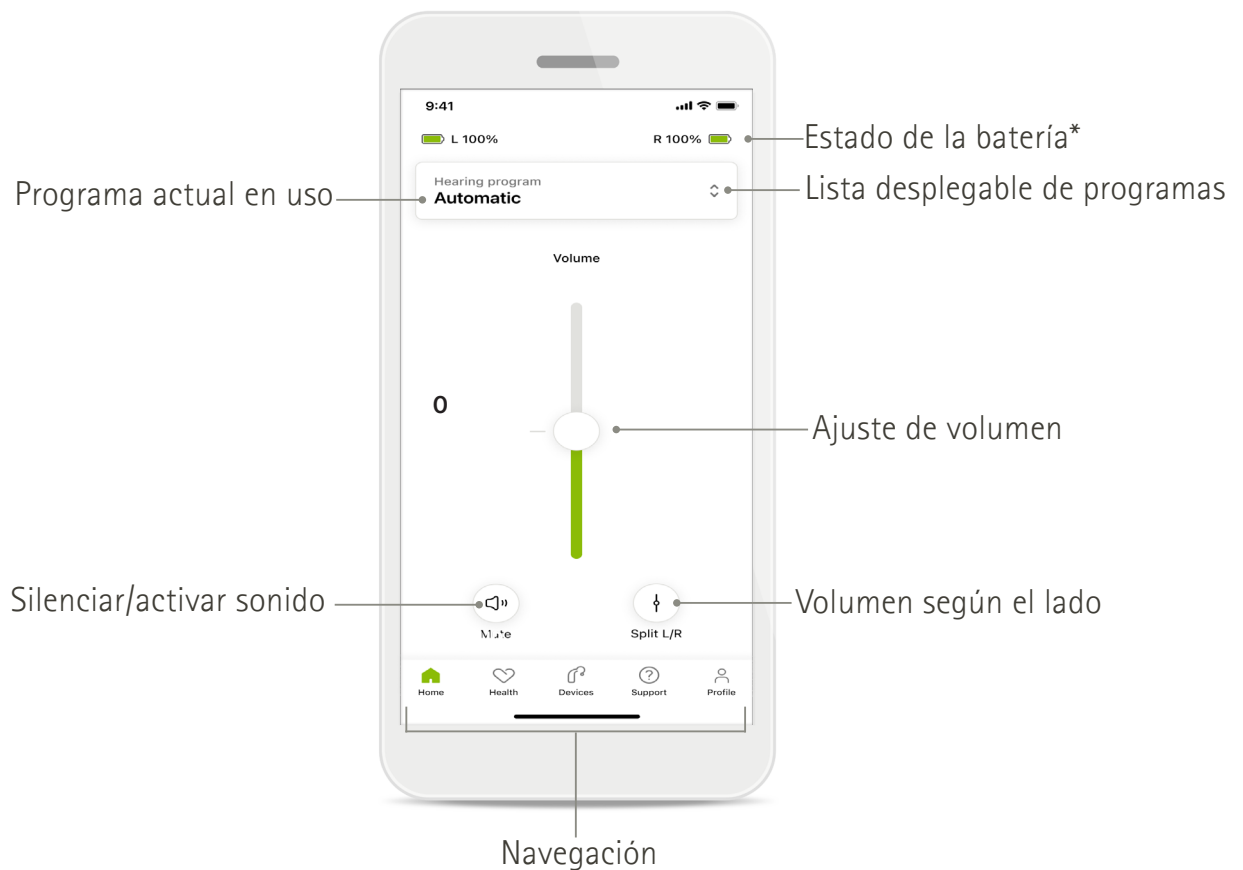 9:41
L 100%
R 100%
Estado de la batería*
Hearing program
Automatic
Programa actual en uso
Lista desplegable de programas
Volume
0
Ajuste de volumen
Silenciar/activar sonido
Mute
Split L/R
Volumen según el lado
Home
Health
Devices
Support
Profile
Navegación